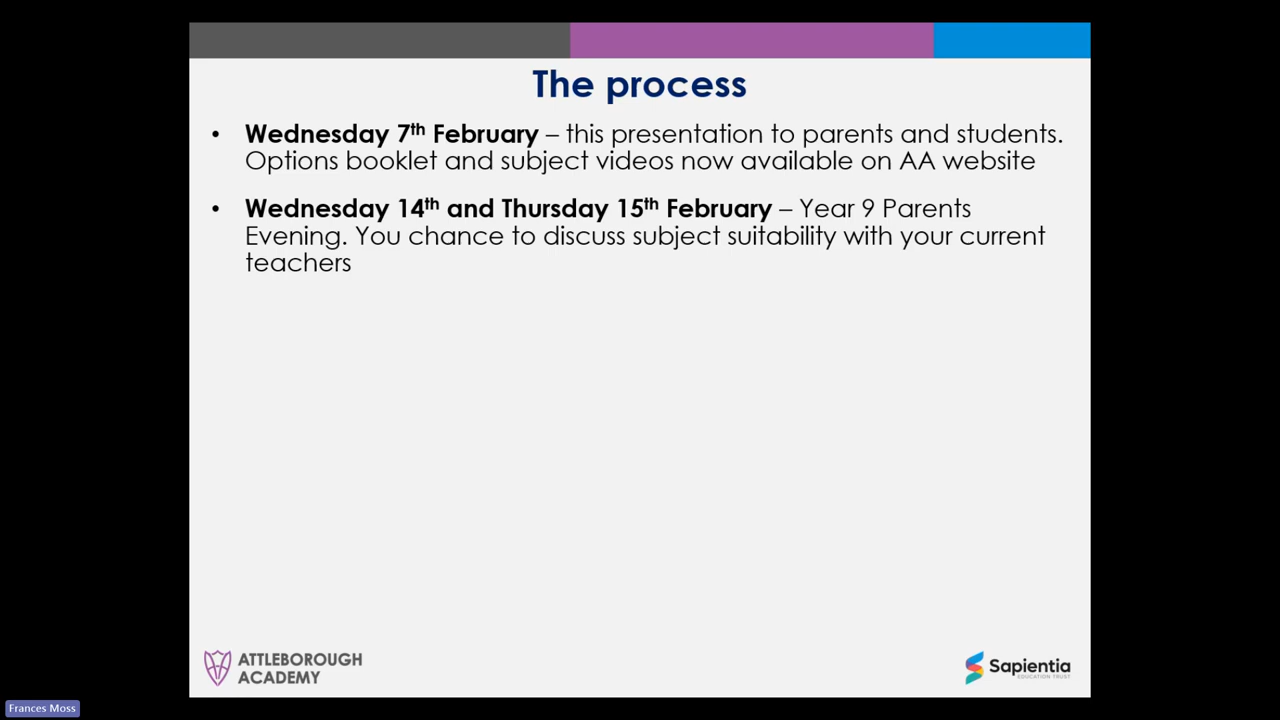 The process
• Wednesday 7th February – this presentation to parents and students.
Options booklet and subject videos now available on AA website
• Wednesday 14th and Thursday 15th February – Year 9 Parents
Evening. You chance to discuss subject suitability with your current
teachers
ATTLEBOROUGH
ACADEMY
Sapientia
EDUCATION TRUST
Frances Moss